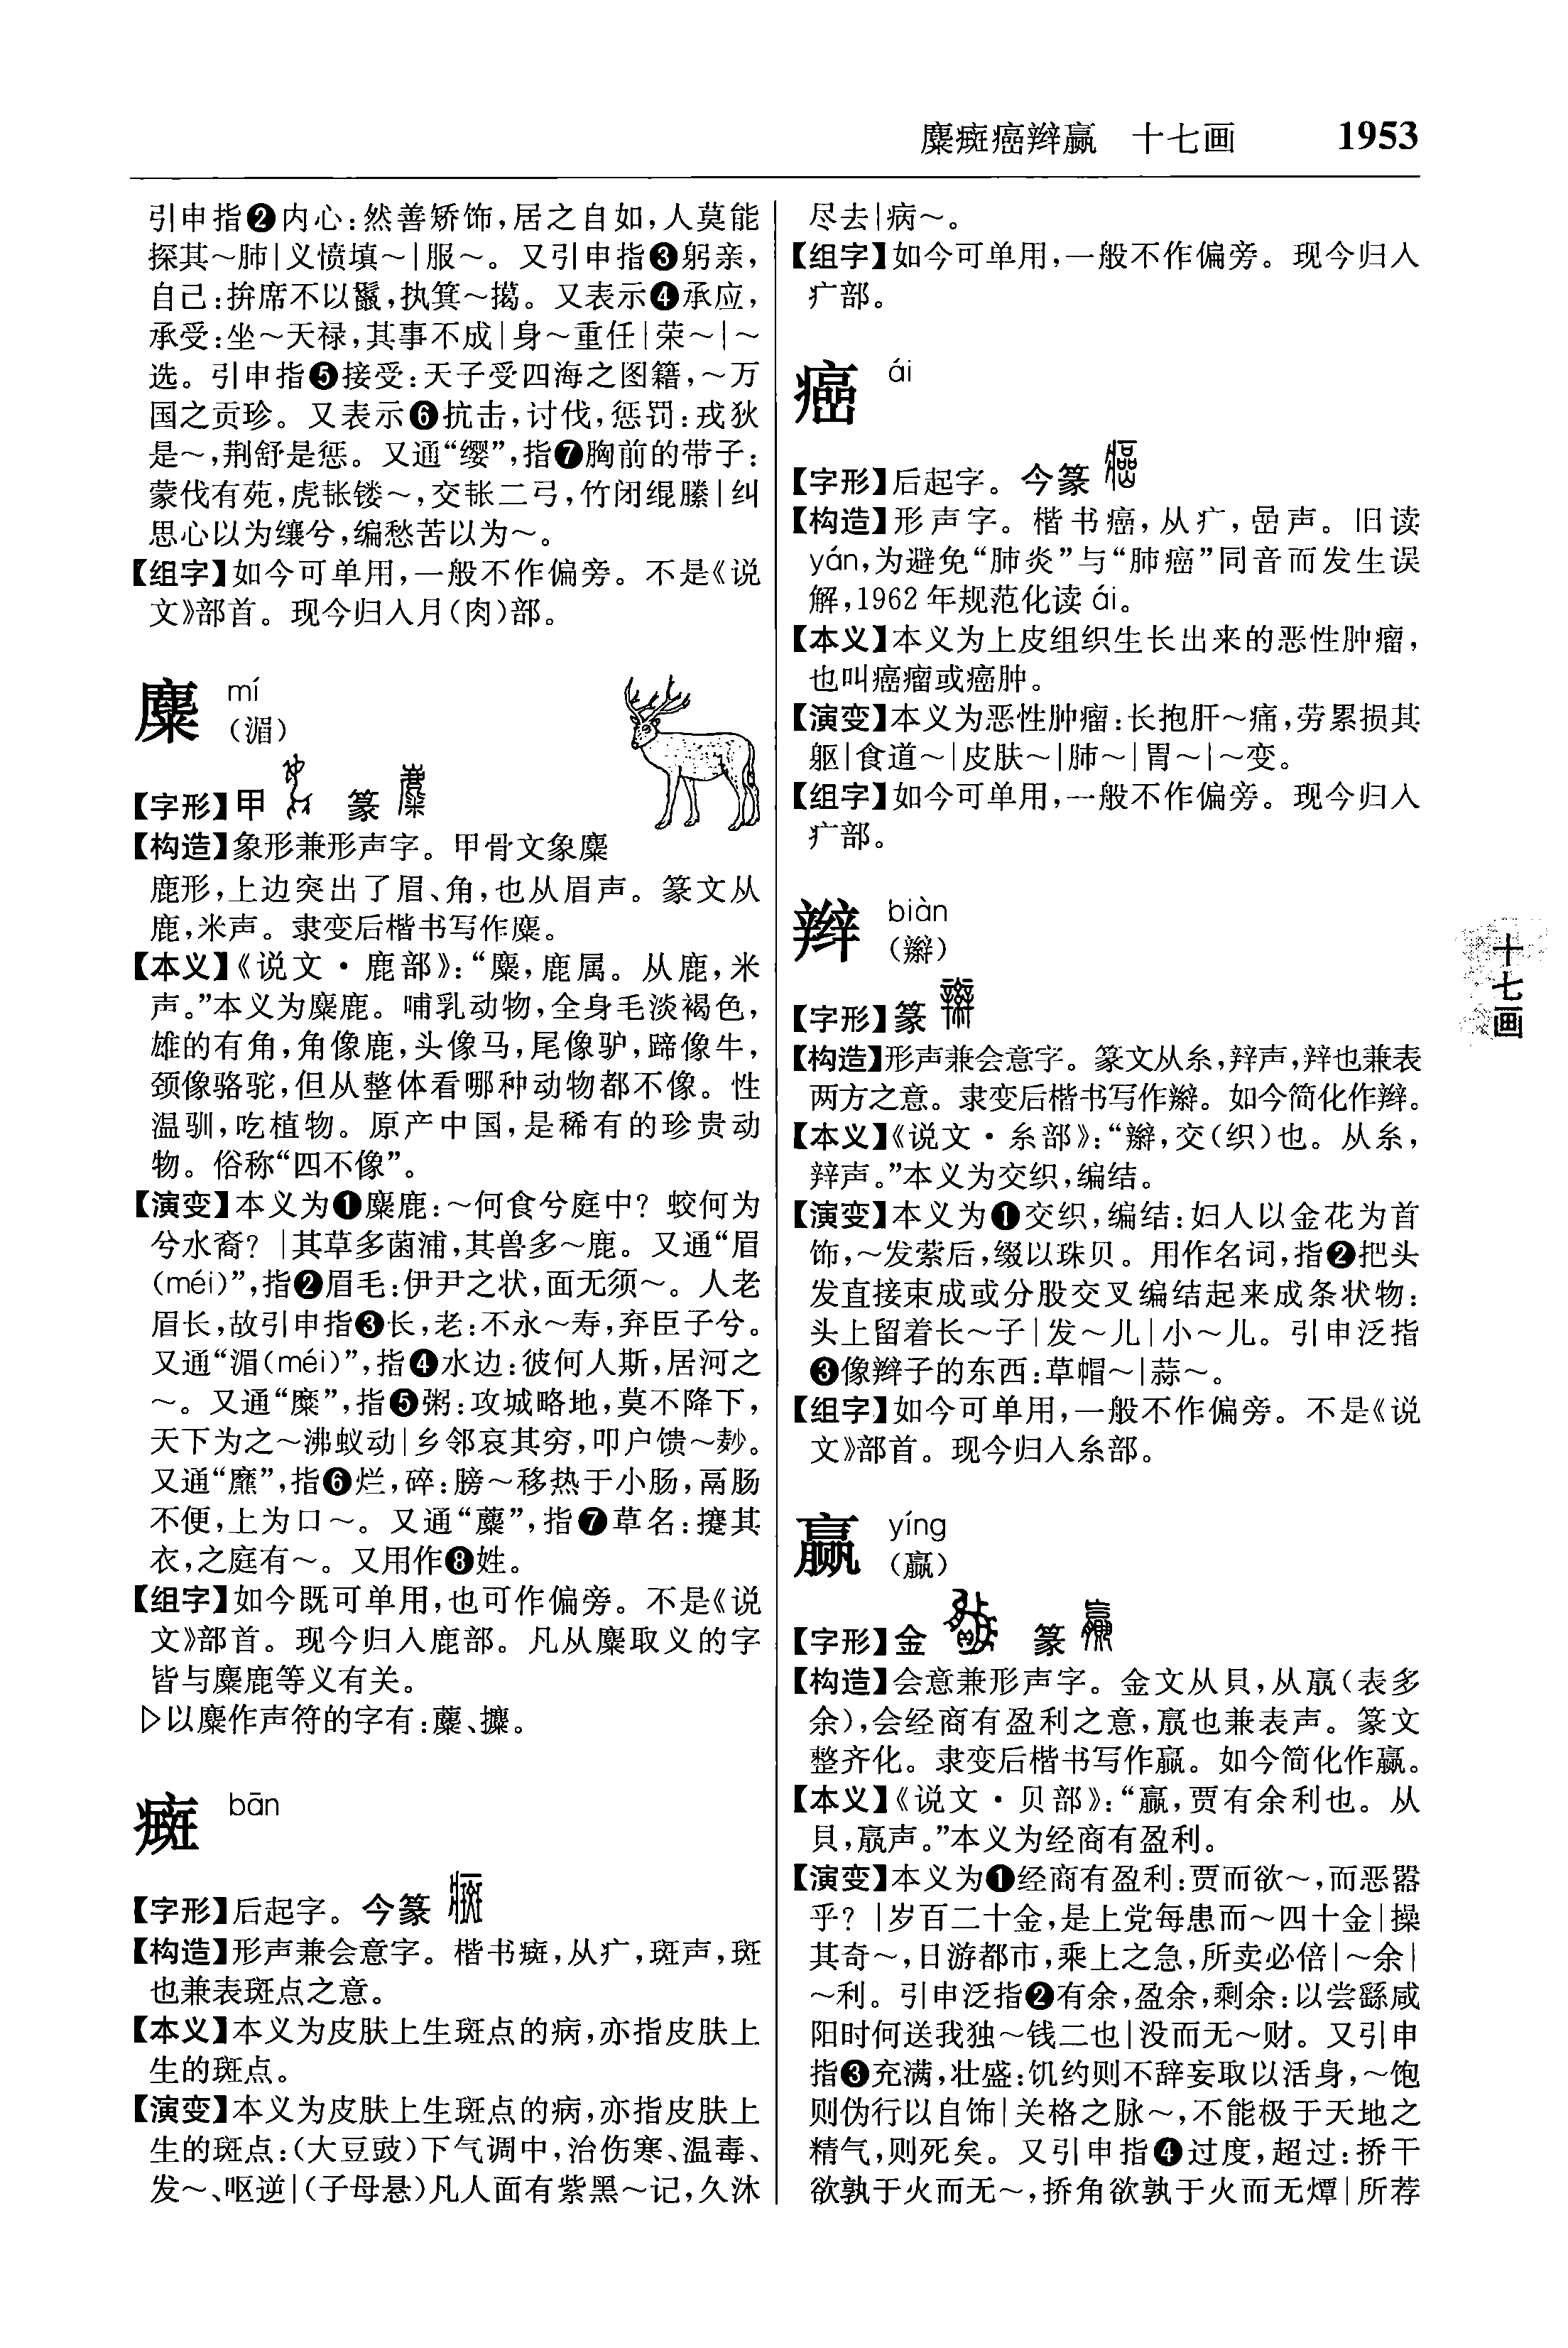 麋癍癌辫赢 十七画 1953
引申指❷内心:然善矫饰,居之自如,人莫能
探其～肺|义愤填～|服～。又引申指❸躬亲,
自己:拚席不以鬣,执箕～揭。又表示❹承应,
承受:坐～天禄,其事不成|身～重任|荣～|～
选。引申指❺接受:天子受四海之图籍,～万
国之贡珍。又表示❻抗击,讨伐,惩罚:戎狄
是～,荆舒是惩。又通“缨”,指❼胸前的带子:
蒙伐有苑,虎韔镂～,交韔二弓,竹闭绲縢|纠
思心以为纕兮,编愁苦以为～。
【组字】如今可单用,一般不作偏旁。不是《说
文》部首。现今归入月(肉)部。
麋 mí
(湄)
【字形】甲 篆
【构造】象形兼形声字。甲骨文象麋
鹿形,上边突出了眉、角,也从眉声。篆文从
鹿,米声。隶变后楷书写作麋。
【本义】《说文·鹿部》:“麋,鹿属。从鹿,米
声。”本义为麋鹿。哺乳动物,全身毛淡褐色,
雄的有角,角像鹿,头像马,尾像驴,蹄像牛,
颈像骆驼,但从整体看哪种动物都不像。性
温驯,吃植物。原产中国,是稀有的珍贵动
物。俗称“四不像”。
【演变】本义为❶麋鹿:～何食兮庭中? 蛟何为
兮水裔? |其草多菌浦,其兽多～鹿。又通“眉
(méi)”,指❷眉毛:伊尹之状,面无须～。人老
眉长,故引申指❸长,老:不永～寿,弃臣子兮。
又通“湄(méi)”,指❹水边:彼何人斯,居河之
～。又通“糜”,指❺粥:攻城略地,莫不降下,
天下为之～沸蚁动|乡邻哀其穷,叩户馈～麨。
又通“靡”,指❻烂,碎:膀～移热于小肠,鬲肠
不便,上为口～。又通“蘪”,指❼草名:搴其
衣,之庭有～。又用作❽姓。
【组字】如今既可单用,也可作偏旁。不是《说
文》部首。现今归入鹿部。凡从麋取义的字
皆与麋鹿等义有关。
▷以麋作声符的字有:蘪、攗。
癍 bān
【字形】后起字。今篆
【构造】形声兼会意字。楷书癍,从疒,斑声,斑
也兼表斑点之意。
【本义】本义为皮肤上生斑点的病,亦指皮肤上
生的斑点。
【演变】本义为皮肤上生斑点的病,亦指皮肤上
生的斑点:(大豆豉)下气调中,治伤寒、温毒、
发～、呕逆|(子母悬)凡人面有紫黑～记,久沐
尽去|病～。
【组字】如今可单用,一般不作偏旁。现今归入
疒部。
癌 ái
【字形】后起字。今篆
【构造】形声字。楷书癌,从疒,嵒声。旧读
yán,为避免“肺炎”与“肺癌”同音而发生误
解,1962年规范化读 ái。
【本义】本义为上皮组织生长出来的恶性肿瘤,
也叫癌瘤或癌肿。
【演变】本义为恶性肿瘤:长抱肝～痛,劳累损其
躯|食道～|皮肤～|肺～|胃～|～变。
【组字】如今可单用,一般不作偏旁。现今归入
疒部。
辫 biàn
(辮)
【字形】篆
【构造】形声兼会意字。篆文从糸,辡声,辡也兼表
两方之意。隶变后楷书写作辮。如今简化作辫。
【本义】《说文·糸部》:“辮,交(织)也。从糸,
辡声。”本义为交织,编结。
【演变】本义为❶交织,编结:妇人以金花为首
饰,～发萦后,缀以珠贝。用作名词,指❷把头
发直接束成或分股交叉编结起来成条状物:
头上留着长～子|发～儿|小～儿。引申泛指
❸像辫子的东西:草帽～|蒜～。
【组字】如今可单用,一般不作偏旁。不是《说
文》部首。现今归入糸部。
赢 yíng
(贏)
【字形】金 篆
【构造】会意兼形声字。金文从貝,从𣎆(表多
余),会经商有盈利之意,𣎆也兼表声。篆文
整齐化。隶变后楷书写作贏。如今简化作赢。
【本义】《说文·贝部》:“贏,贾有余利也。从
貝,𣎆声。”本义为经商有盈利。
【演变】本义为❶经商有盈利:贾而欲～,而恶嚣
乎? |岁百二十金,是上党每患而～四十金|操
其奇～,日游都市,乘上之急,所卖必倍|～余|
～利。引申泛指❷有余,盈余,剩余:以尝繇咸
阳时何送我独～钱二也|没而无～财。又引申
指❸充满,壮盛:饥约则不辞妄取以活身,～饱
则伪行以自饰|关格之脉～,不能极于天地之
精气,则死矣。又引申指❹过度,超过:挢干
欲孰于火而无～,挢角欲孰于火而无燂|所荐
十七画